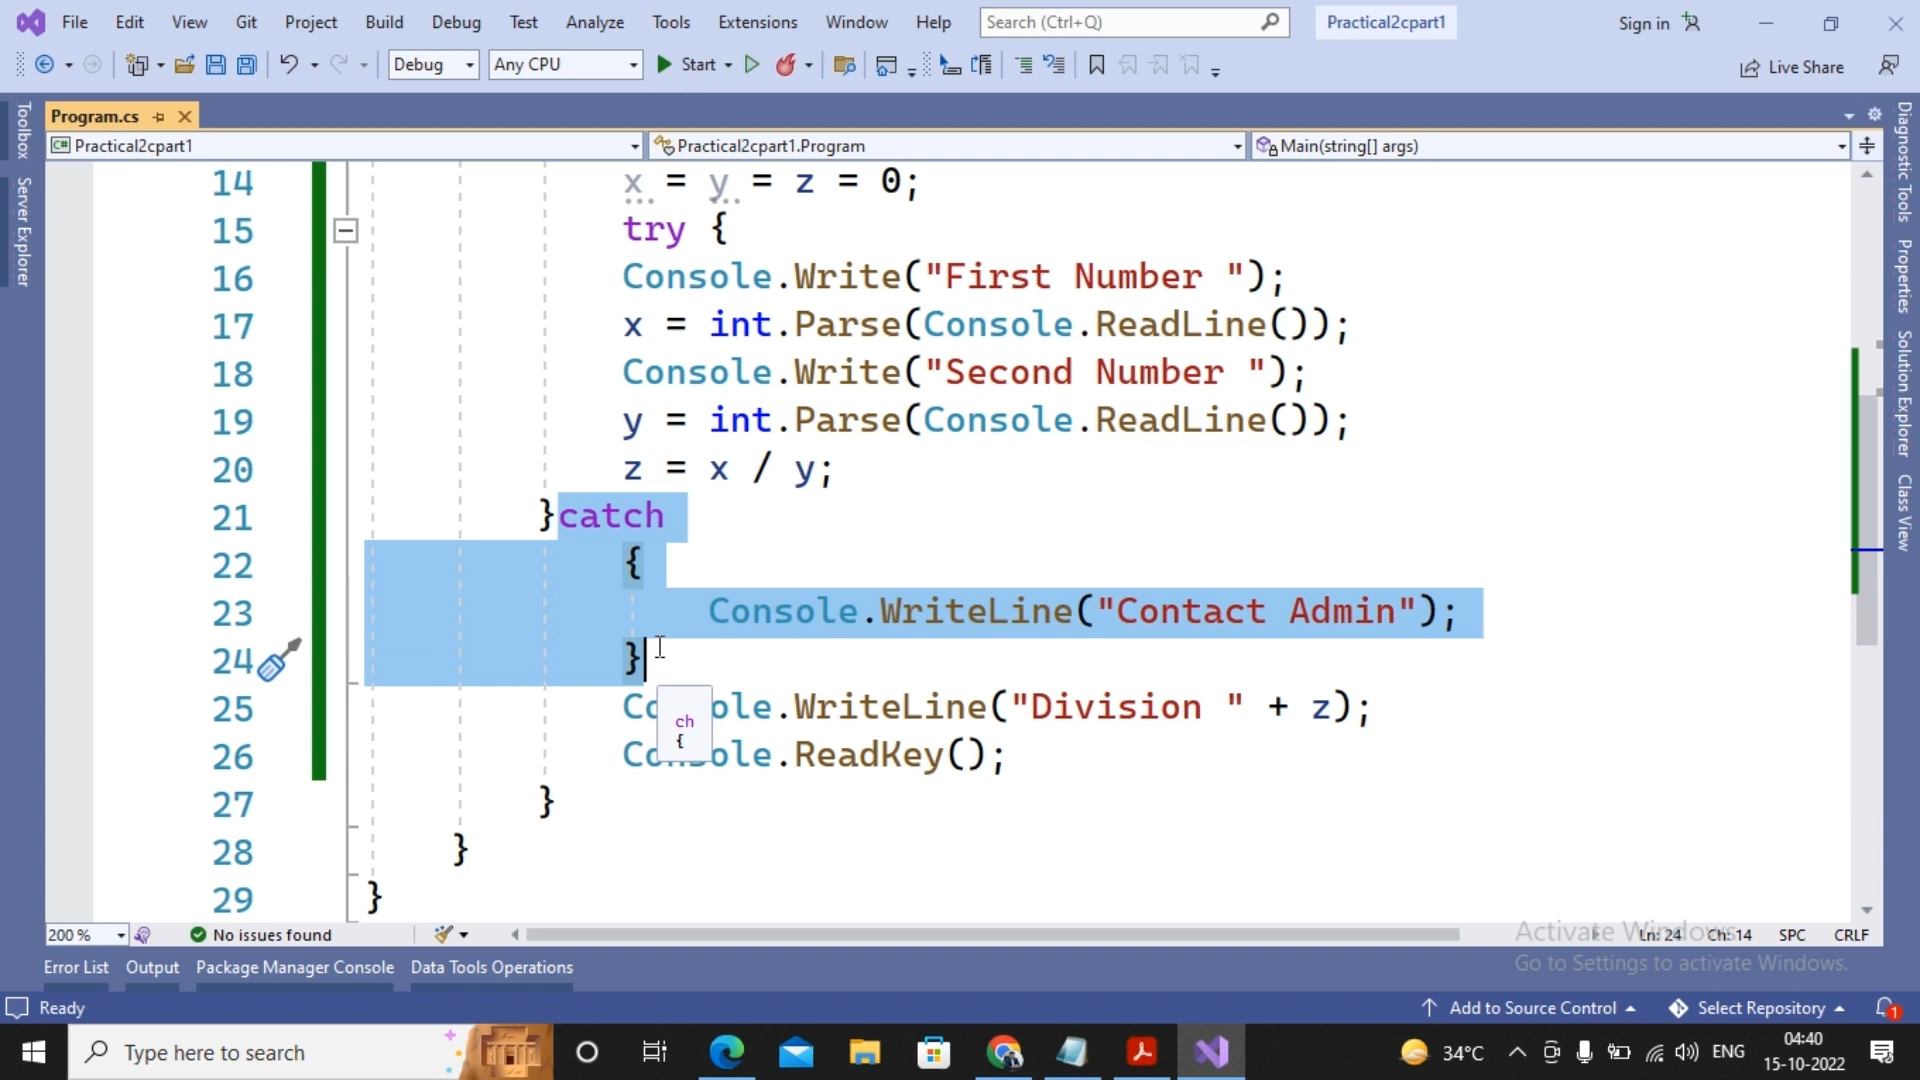 File Edit View Git Project Build Debug Test Analyze Tools Extensions Window Help Search (Ctrl+Q) Practical2cpart1 Sign in
Debug Any CPU Start Live Share
Toolbox
Server Explorer
Program.cs
Practical2cpart1 Practical2cpart1.Program Main(string[] args)
14 x = y = z = 0;
15 try {
16 Console.Write("First Number ");
17 x = int.Parse(Console.ReadLine());
18 Console.Write("Second Number ");
19 y = int.Parse(Console.ReadLine());
20 z = x / y;
21 }catch
22 {
23 Console.WriteLine("Contact Admin");
24 }
25 Co ole.WriteLine("Division " + z);
ch
{
26 Console.ReadKey();
27 }
28 }
29 }
Diagnostic Tools
Properties
Solution Explorer
Class View
200 % No issues found Ln: 24 Ch: 14 SPC CRLF
Activate Windows
Go to Settings to activate Windows.
Error List Output Package Manager Console Data Tools Operations
Ready Add to Source Control Select Repository 1
Type here to search 34°C ENG 04:40
15-10-2022